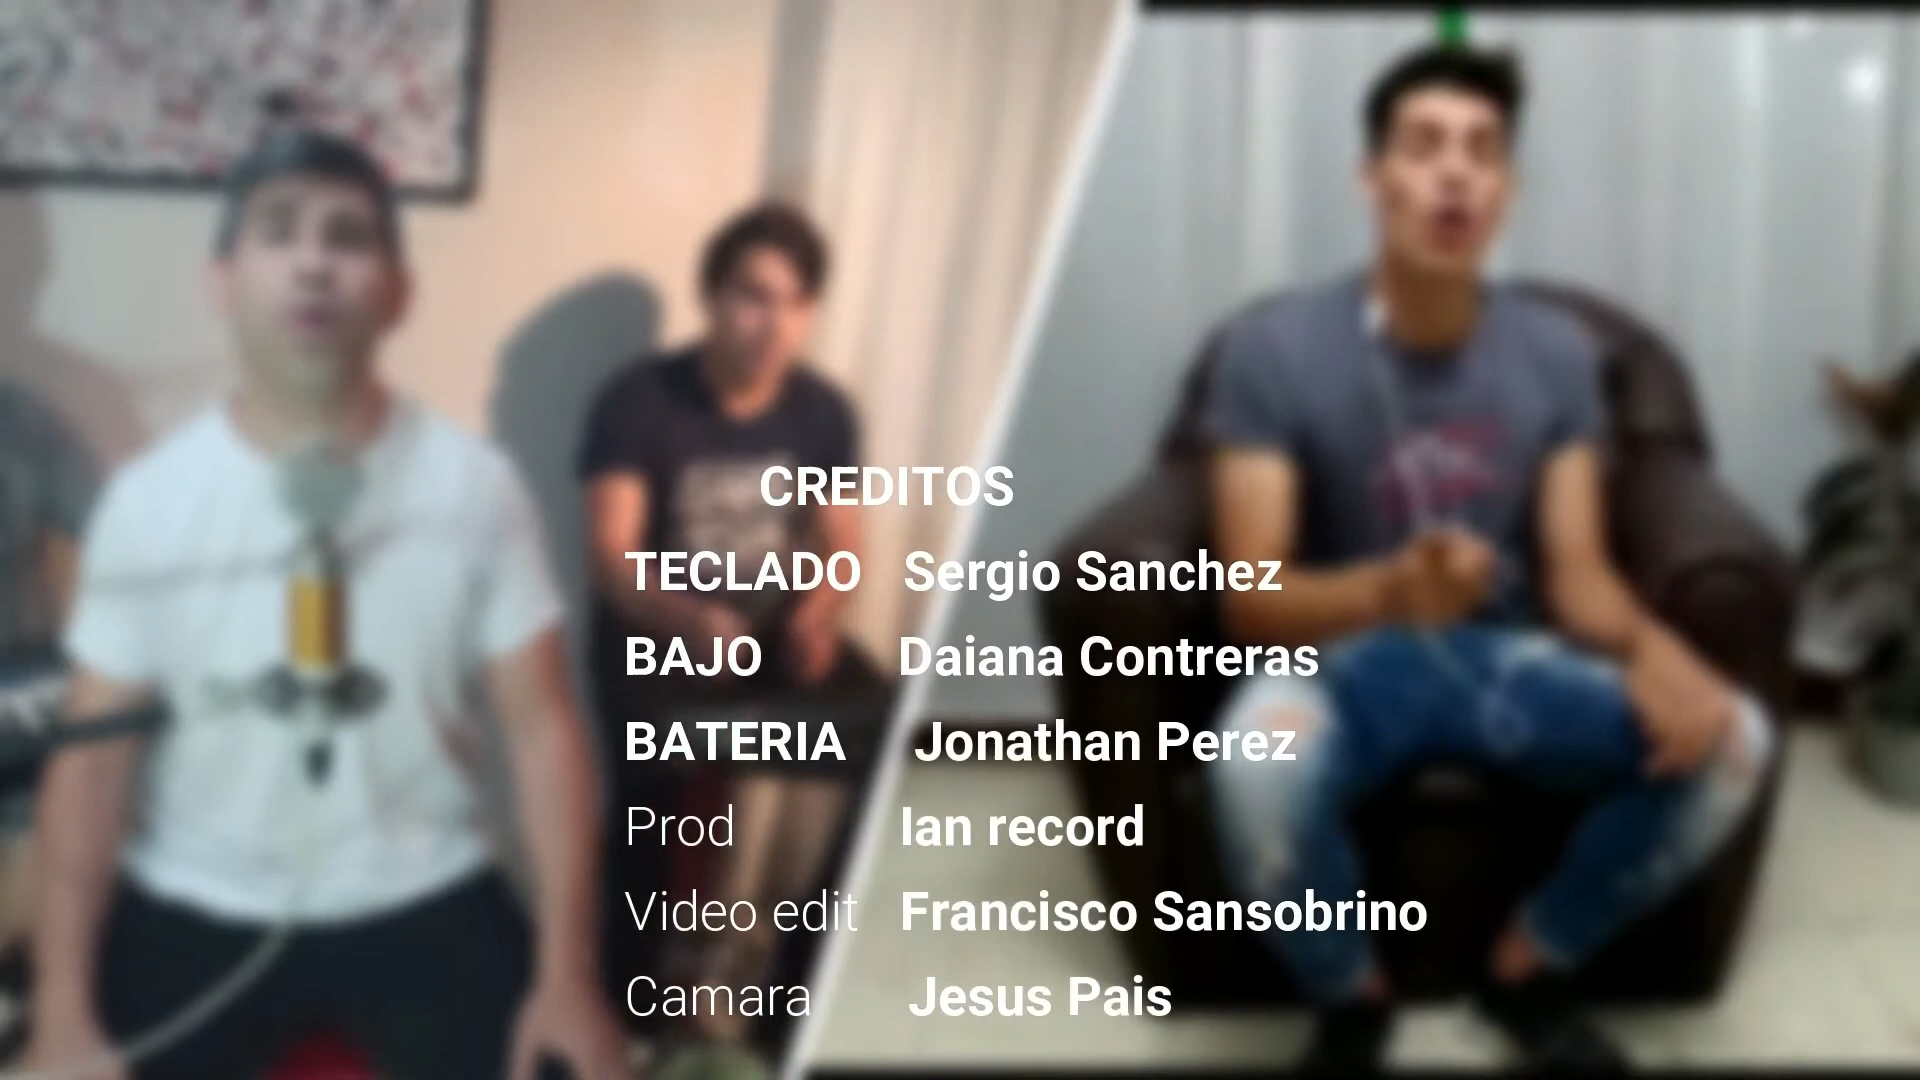 CREDITOS
TECLADO Sergio Sanchez
BAJO Daiana Contreras
BATERIA Jonathan Perez
Prod Ian record
Video edit Francisco Sansobrino
Camara Jesus Pais